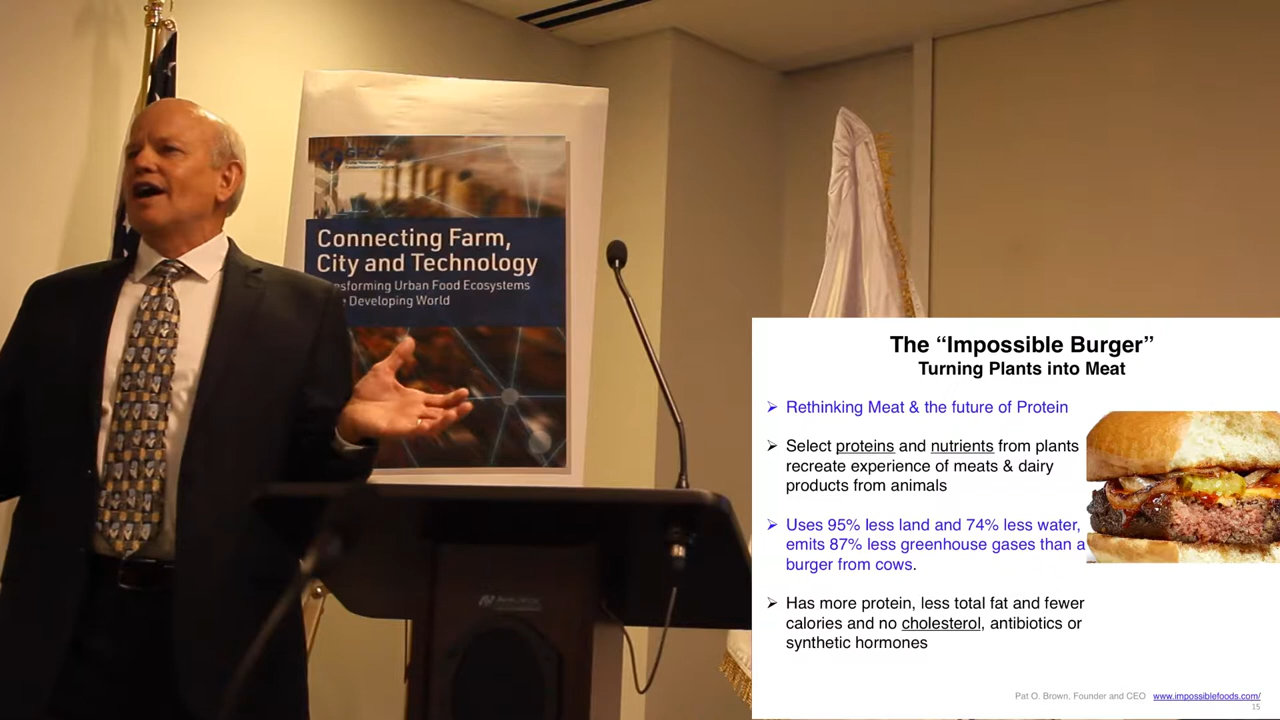 Connecting Farm,
City and Technology
sforming Urban Food Ecosystems
Developing World
The “Impossible Burger”
Turning Plants into Meat
➢ Rethinking Meat & the future of Protein
➢ Select proteins and nutrients from plants
recreate experience of meats & dairy
products from animals
➢ Uses 95% less land and 74% less water,
emits 87% less greenhouse gases than a
burger from cows.
➢ Has more protein, less total fat and fewer
calories and no cholesterol, antibiotics or
synthetic hormones
Pat O. Brown, Founder and CEO www.impossiblefoods.com/
15